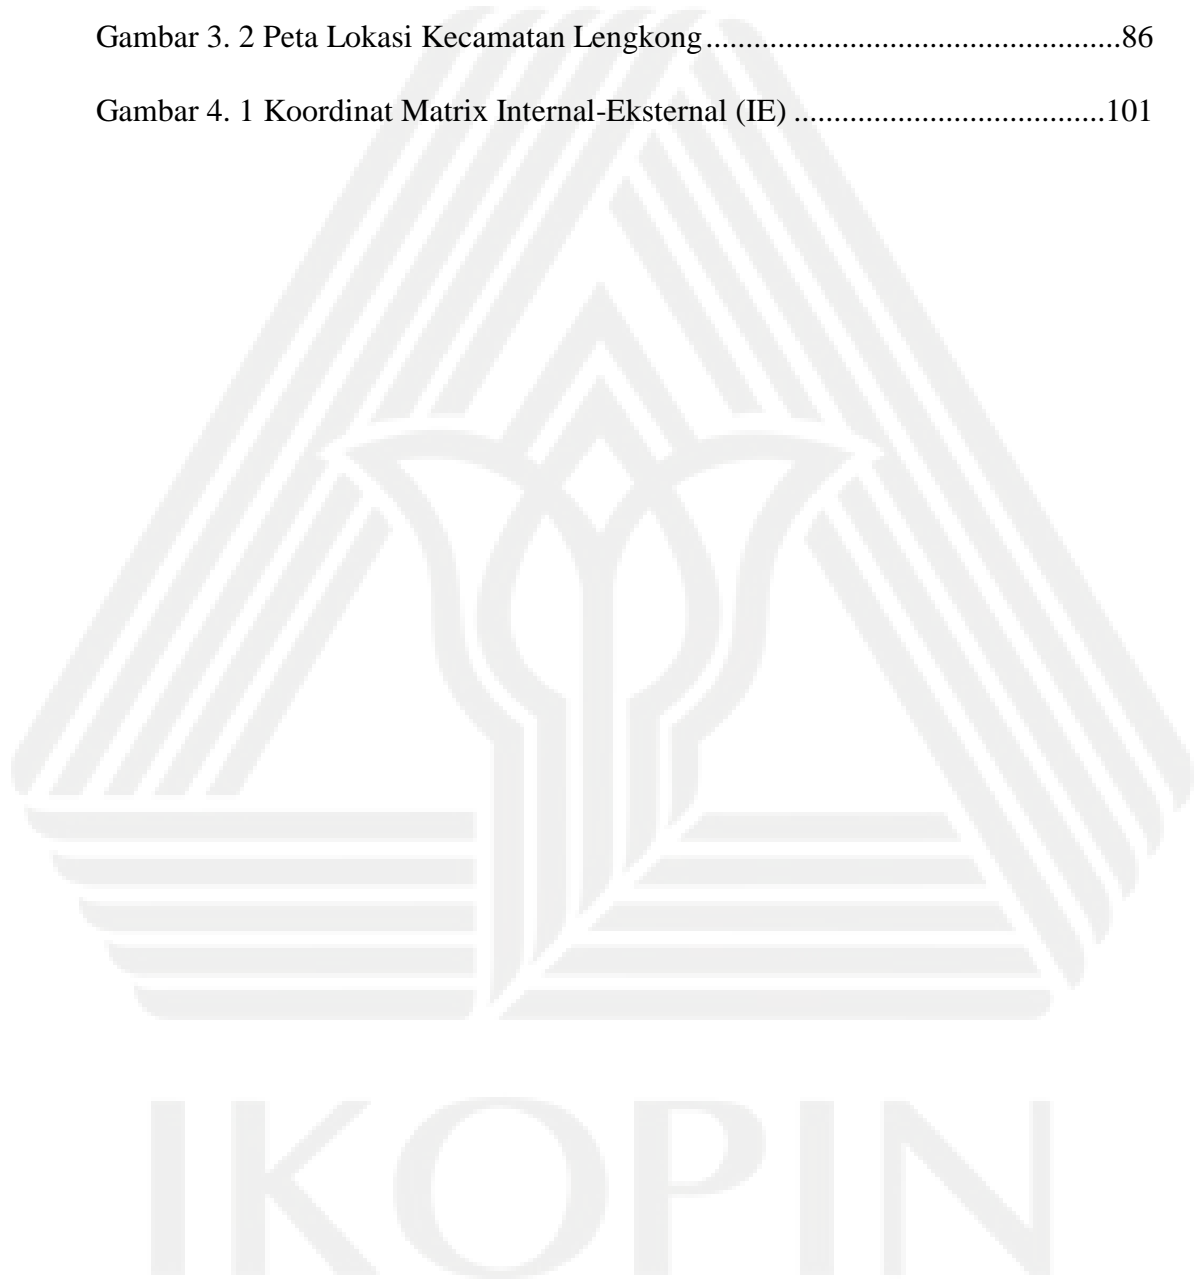 Gambar 3. 2 Peta Lokasi Kecamatan Lengkong....................................................86
Gambar 4. 1 Koordinat Matrix Internal-Eksternal (IE) .......................................101
IKOPIN